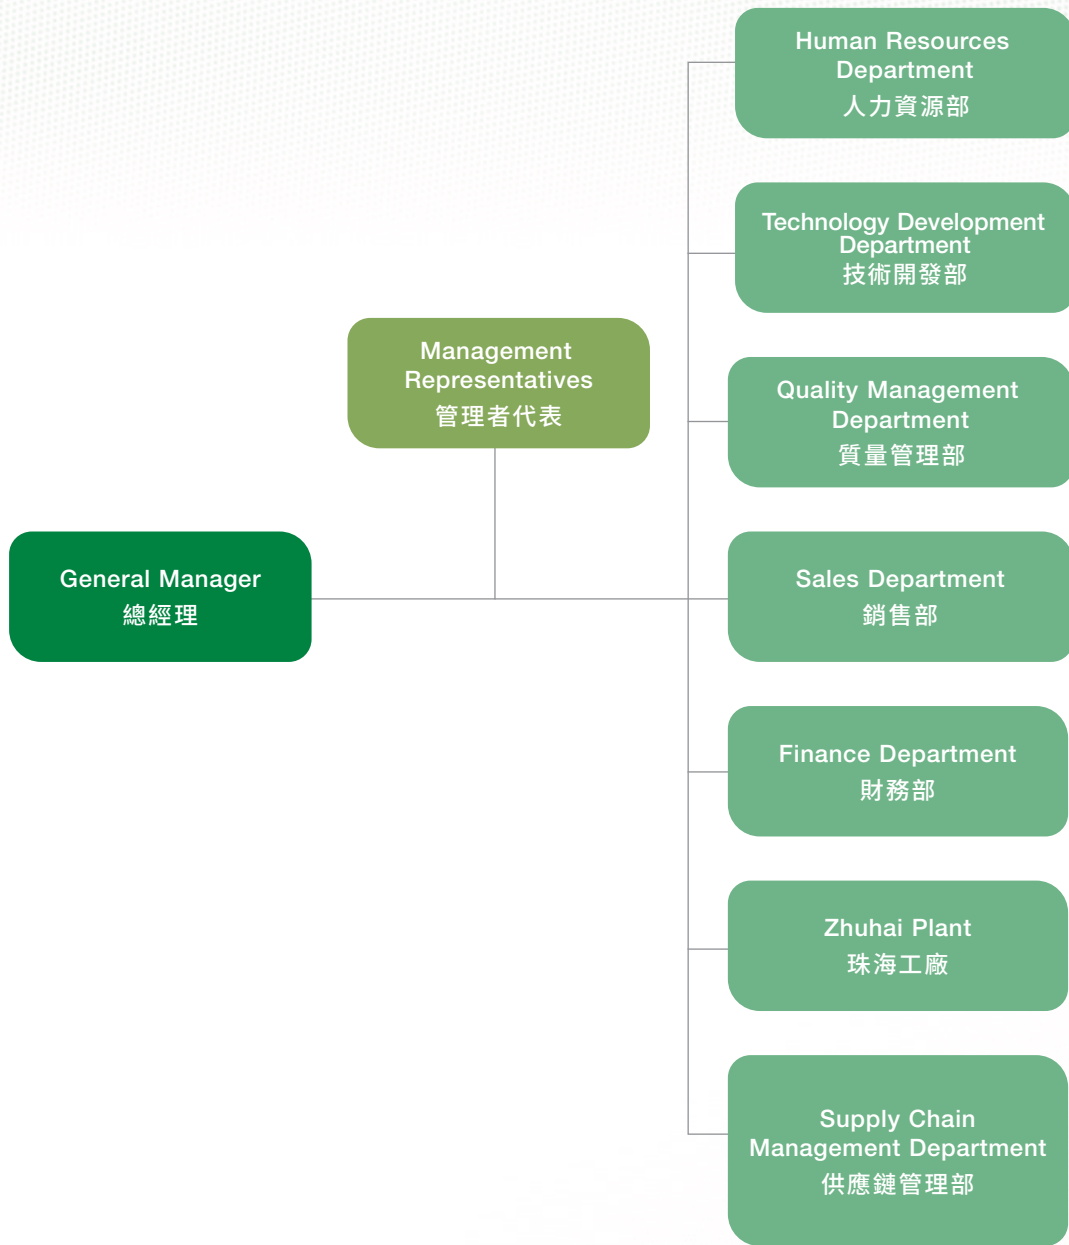 Human Resources
Department
人力資源部
Technology Development
Department
技術開發部
Management
Representatives
管理者代表
Quality Management
Department
質量管理部
General Manager
總經理
Sales Department
銷售部
Finance Department
財務部
Zhuhai Plant
珠海工廠
Supply Chain
Management Department
供應鏈管理部